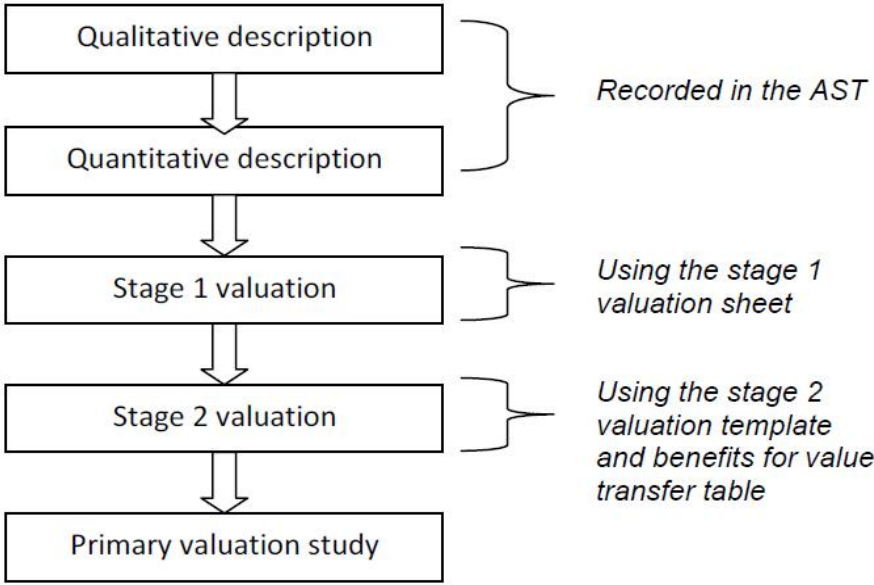 Qualitative description
Recorded in the AST
Quantitative description
Stage 1 valuation
Using the stage 1
valuation sheet
Stage 2 valuation
Using the stage 2
valuation template
and benefits for value
transfer table
Primary valuation study